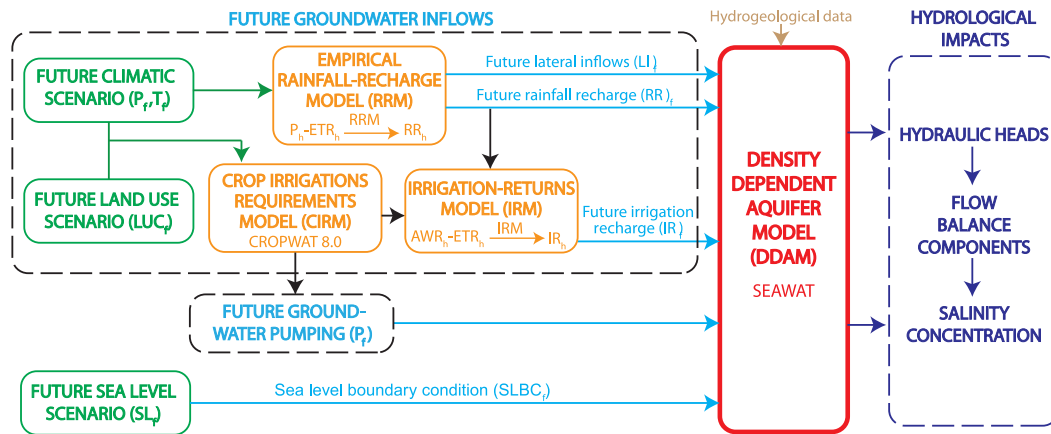 FUTURE GROUNDWATER INFLOWS
Hydrogeological data
HYDROLOGICAL
IMPACTS
FUTURE CLIMATIC
SCENARIO (Pf,Tf)
EMPIRICAL
RAINFALL-RECHARGE
MODEL (RRM)
RRM
Ph-ETRh RRh
Future lateral inflows (LIf)
Future rainfall recharge (RR)f
FUTURE LAND USE
SCENARIO (LUCf)
CROP IRRIGATIONS
REQUIREMENTS
MODEL (CIRM)
CROPWAT 8.0
IRRIGATION-RETURNS
MODEL (IRM)
IRM
AWRh-ETRh IRh
Future irrigation
recharge (IRf)
DENSITY
DEPENDENT
AQUIFER
MODEL
(DDAM)
SEAWAT
HYDRAULIC HEADS
FLOW
BALANCE
COMPONENTS
SALINITY
CONCENTRATION
FUTURE GROUND-
WATER PUMPING (Pf)
FUTURE SEA LEVEL
SCENARIO (SLf)
Sea level boundary condition (SLBCf)